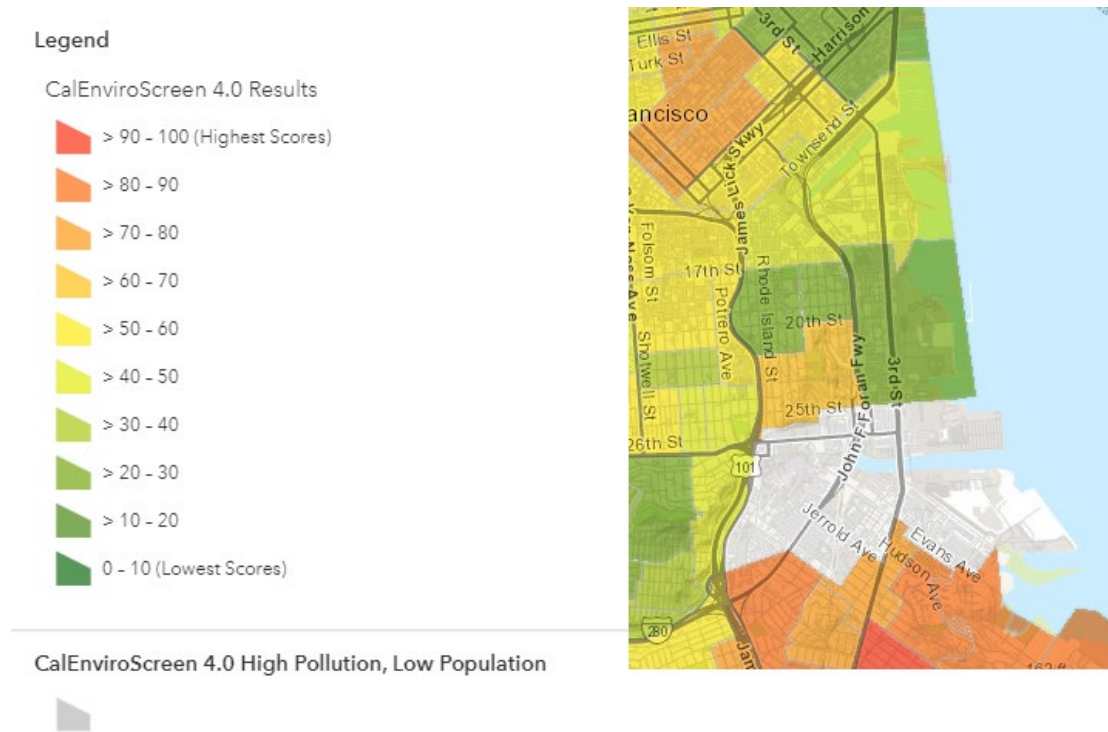 Legend
CalEnviroScreen 4.0 Results
> 90 - 100 (Highest Scores)
> 80 - 90
> 70 - 80
> 60 - 70
> 50 - 60
> 40 - 50
> 30 - 40
> 20 - 30
> 10 - 20
0 - 10 (Lowest Scores)
CalEnviroScreen 4.0 High Pollution, Low Population
Ellis St
Turk St
3rd St
Harrison
ancisco
James Lick Skwy
Townsend St
Folsom St
17th St
Potrero Ave
Rhode Island St
20th St
Shotwell St
John F Foran Fwy
3rd St
25th St
26th St
101
Jerrold Ave
Hudson Ave
Evans Ave
280
Jam
162 ft